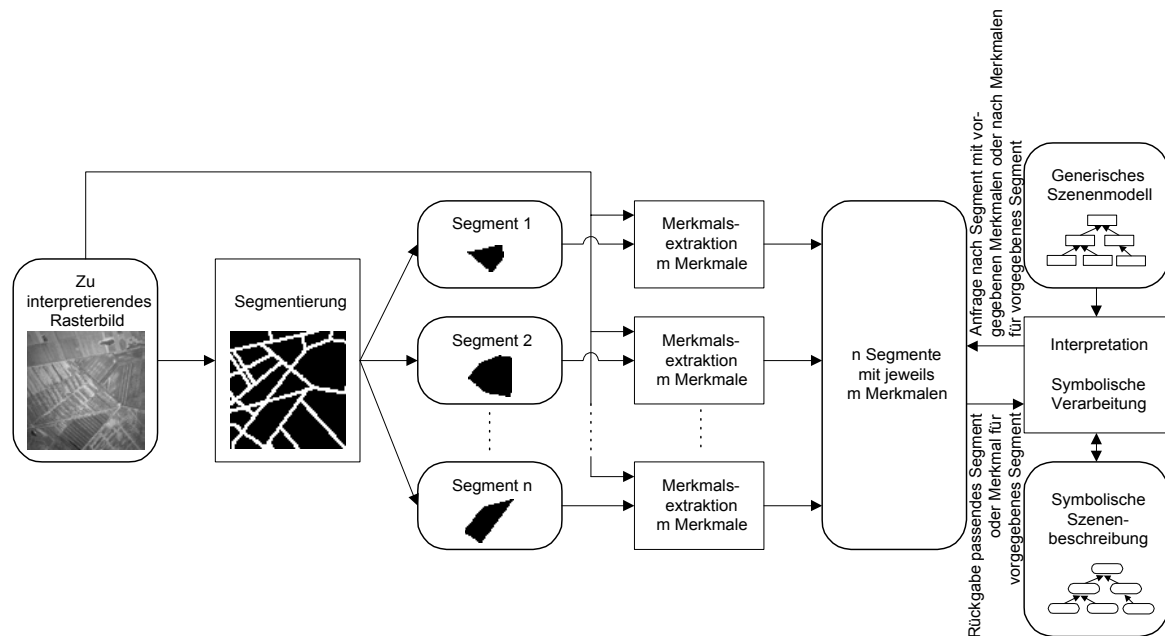 Zu
interpretierendes
Rasterbild
Segmentierung
Segment 1
Segment 2
Segment n
Merkmals-
extraktion
m Merkmale
Merkmals-
extraktion
m Merkmale
Merkmals-
extraktion
m Merkmale
n Segmente
mit jeweils
m Merkmalen
Anfrage nach Segment mit vor-
gegebenen Merkmalen oder nach Merkmalen
für vorgegebenes Segment
Rückgabe passendes Segment
oder Merkmal für
vorgegebenes Segment
Generisches
Szenenmodell
Interpretation
Symbolische
Verarbeitung
Symbolische
Szenen-
beschreibung